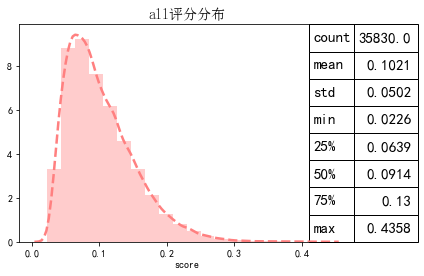 all评分分布
count 35830.0
mean 0.1021
std 0.0502
min 0.0226
25% 0.0639
50% 0.0914
75% 0.13
max 0.4358
8
6
4
2
0
0.0 0.1 0.2 0.3 0.4
score